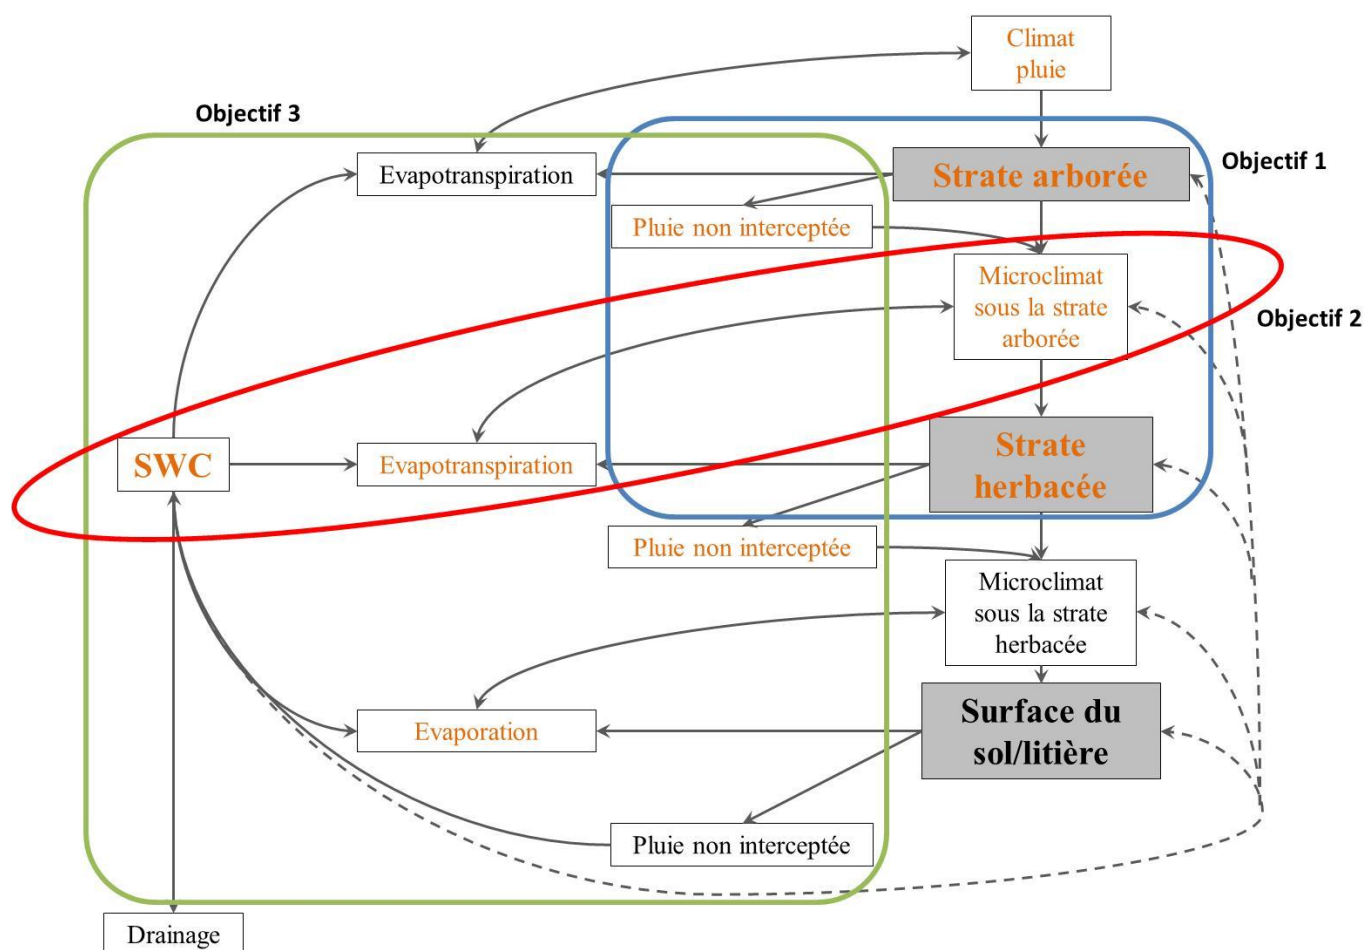 Climat
pluie
Objectif 3
Evapotranspiration
Strate arborée
Objectif 1
Pluie non interceptée
Microclimat
sous la strate
arborée
Objectif 2
SWC
Evapotranspiration
Strate
herbacée
Pluie non interceptée
Microclimat
sous la strate
herbacée
Evaporation
Surface du
sol/litière
Pluie non interceptée
Drainage